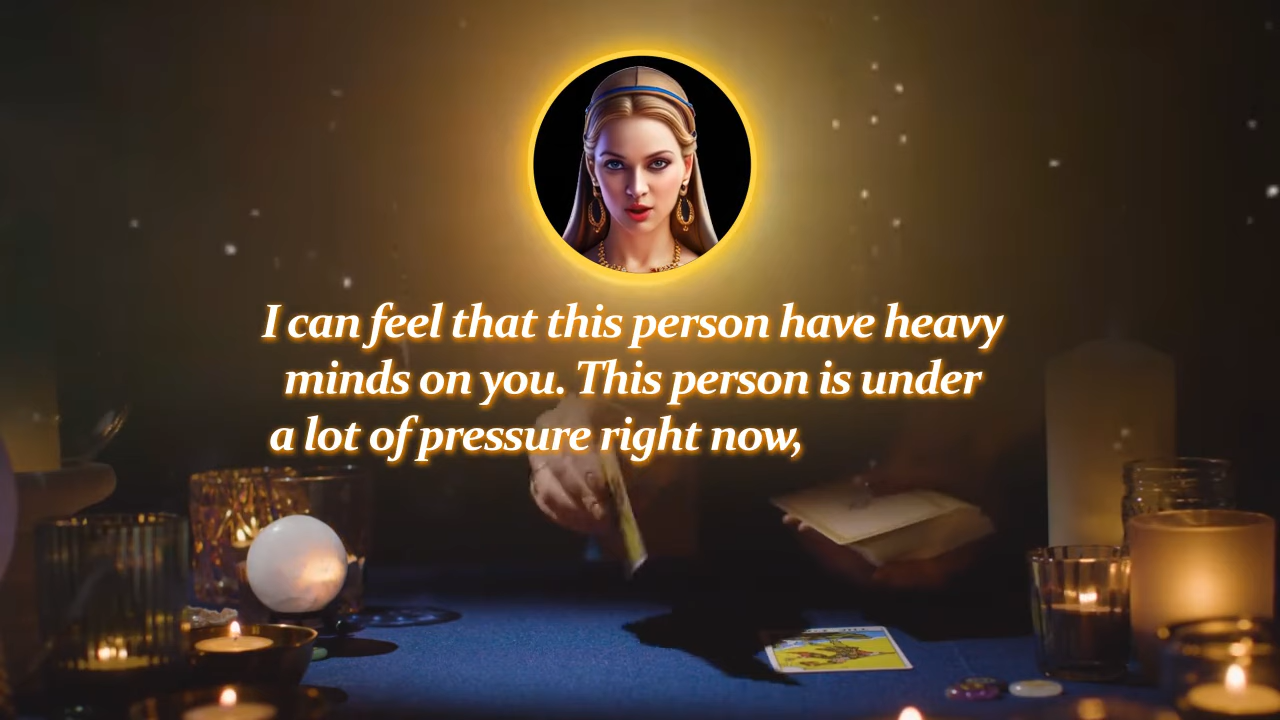 I can feel that this person have heavy
minds on you. This person is under
a lot of pressure right now,